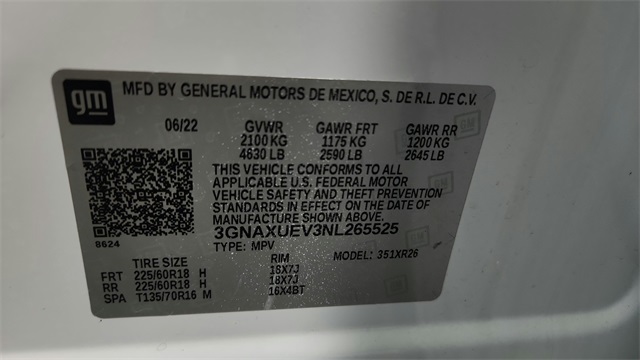 gm
MFD BY GENERAL MOTORS DE MEXICO, S. DE R.L. DE C.V.
06/22 GVWR GAWR FRT GAWR RR
2100 KG 1175 KG 1200 KG
4630 LB 2590 LB 2645 LB
THIS VEHICLE CONFORMS TO ALL
APPLICABLE U.S. FEDERAL MOTOR
VEHICLE SAFETY AND THEFT PREVENTION
STANDARDS IN EFFECT ON THE DATE OF
MANUFACTURE SHOWN ABOVE.
3GNAXUEV3NL265525
8624
TYPE: MPV MODEL: 351XR26
TIRE SIZE RIM
FRT 225/60R18 H 18X7J
RR 225/60R18 H 18X7J
SPA T135/70R16 M 16X4BT